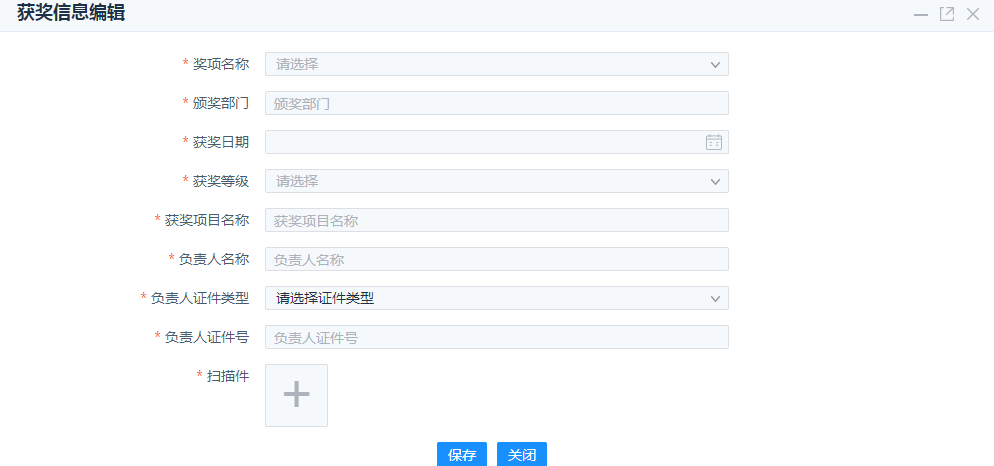 获奖信息编辑
* 奖项名称 请选择
* 颁奖部门 颁奖部门
* 获奖日期
* 获奖等级 请选择
* 获奖项目名称 获奖项目名称
* 负责人名称 负责人名称
* 负责人证件类型 请选择证件类型
* 负责人证件号 负责人证件号
* 扫描件
保存 关闭